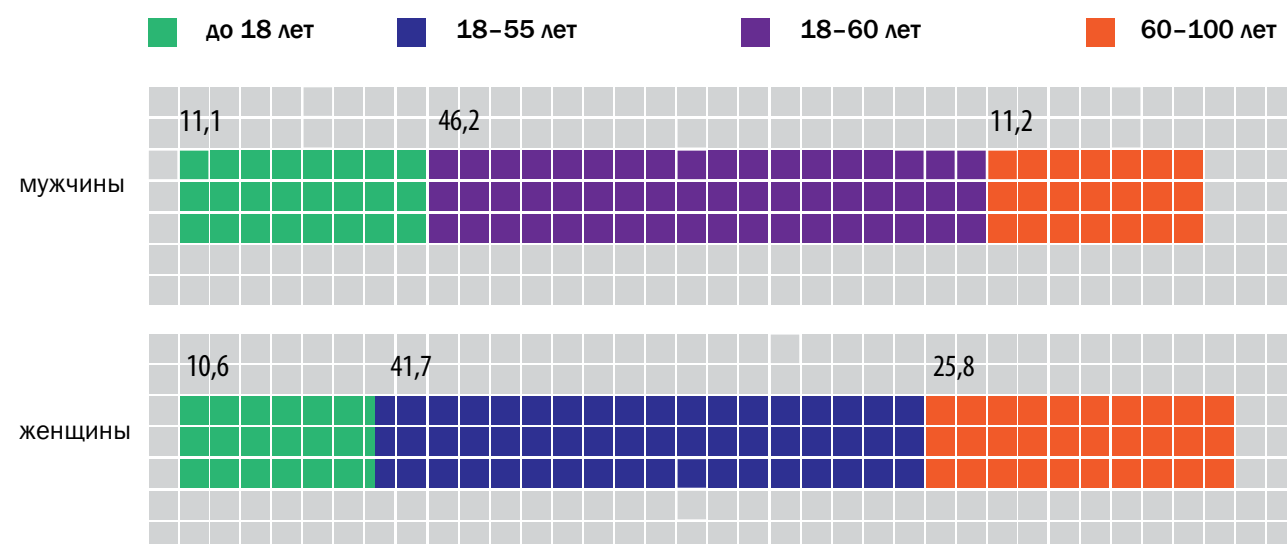 до 18 лет 18–55 лет 18–60 лет 60–100 лет
11,1 46,2 11,2
мужчины
10,6 41,7 25,8
женщины